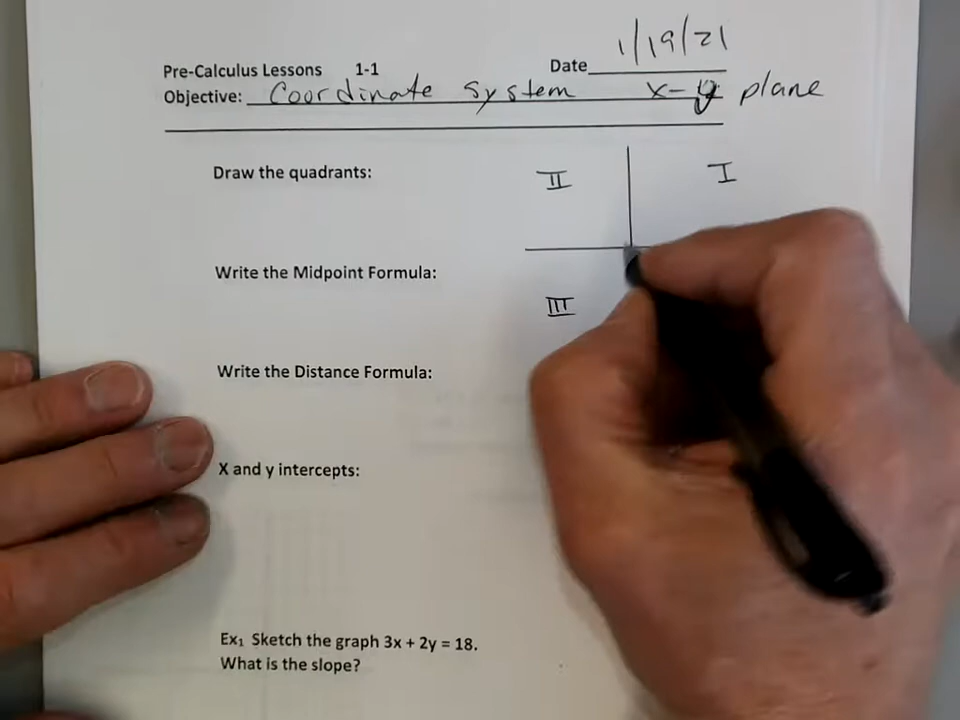 1/19/21
Pre-Calculus Lessons 1-1 Date
Objective: Coordinate system x-y plane
Draw the quadrants:
II I
Write the Midpoint Formula:
III
Write the Distance Formula:
X and y intercepts:
Ex1 Sketch the graph 3x + 2y = 18.
What is the slope?